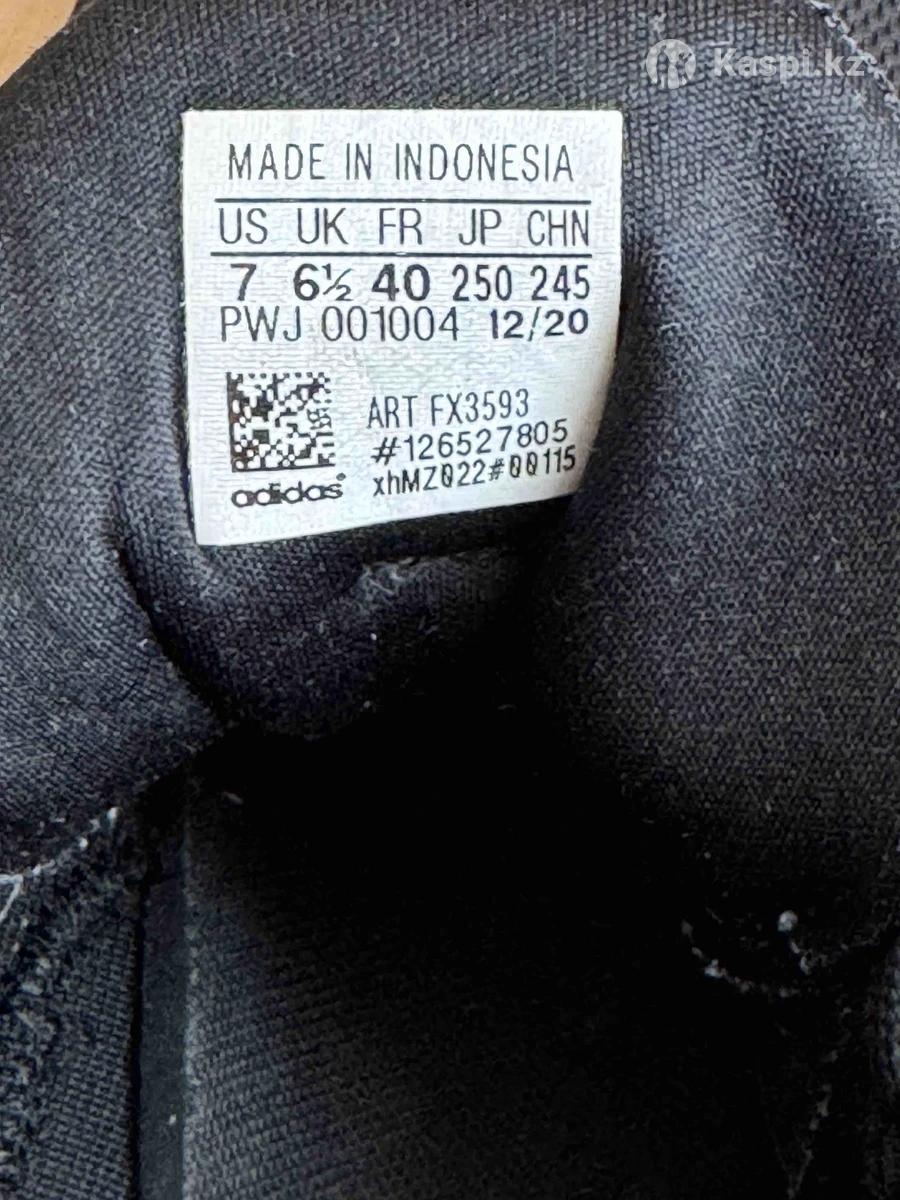 Kaspi.kz
MADE IN INDONESIA
US UK FR JP CHN
7 6½ 40 250 245
PWJ 001004 12/20
ART FX3593
#126527805
xhMZ022#00115
adidas